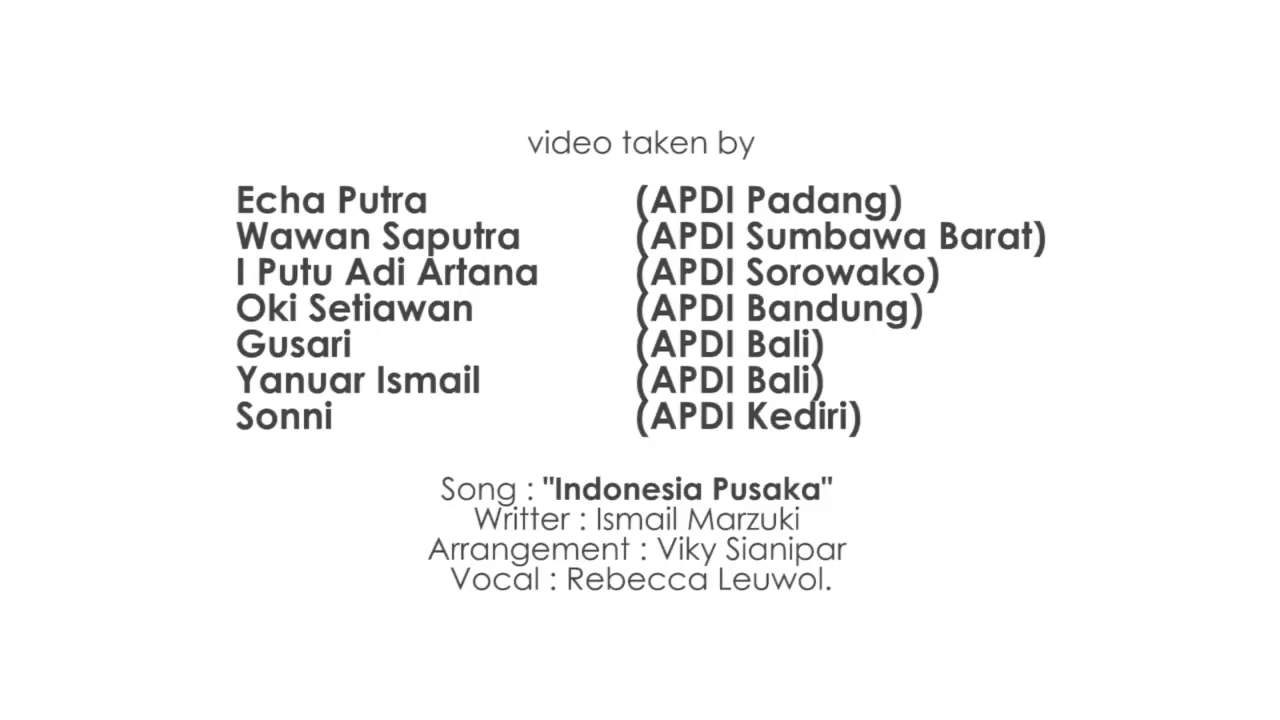 video taken by
Echa Putra (APDI Padang)
Wawan Saputra (APDI Sumbawa Barat)
I Putu Adi Artana (APDI Sorowako)
Oki Setiawan (APDI Bandung)
Gusari (APDI Bali)
Yanuar Ismail (APDI Bali)
Sonni (APDI Kediri)
Song : "Indonesia Pusaka"
Writter : Ismail Marzuki
Arrangement : Viky Sianipar
Vocal : Rebecca Leuwol.